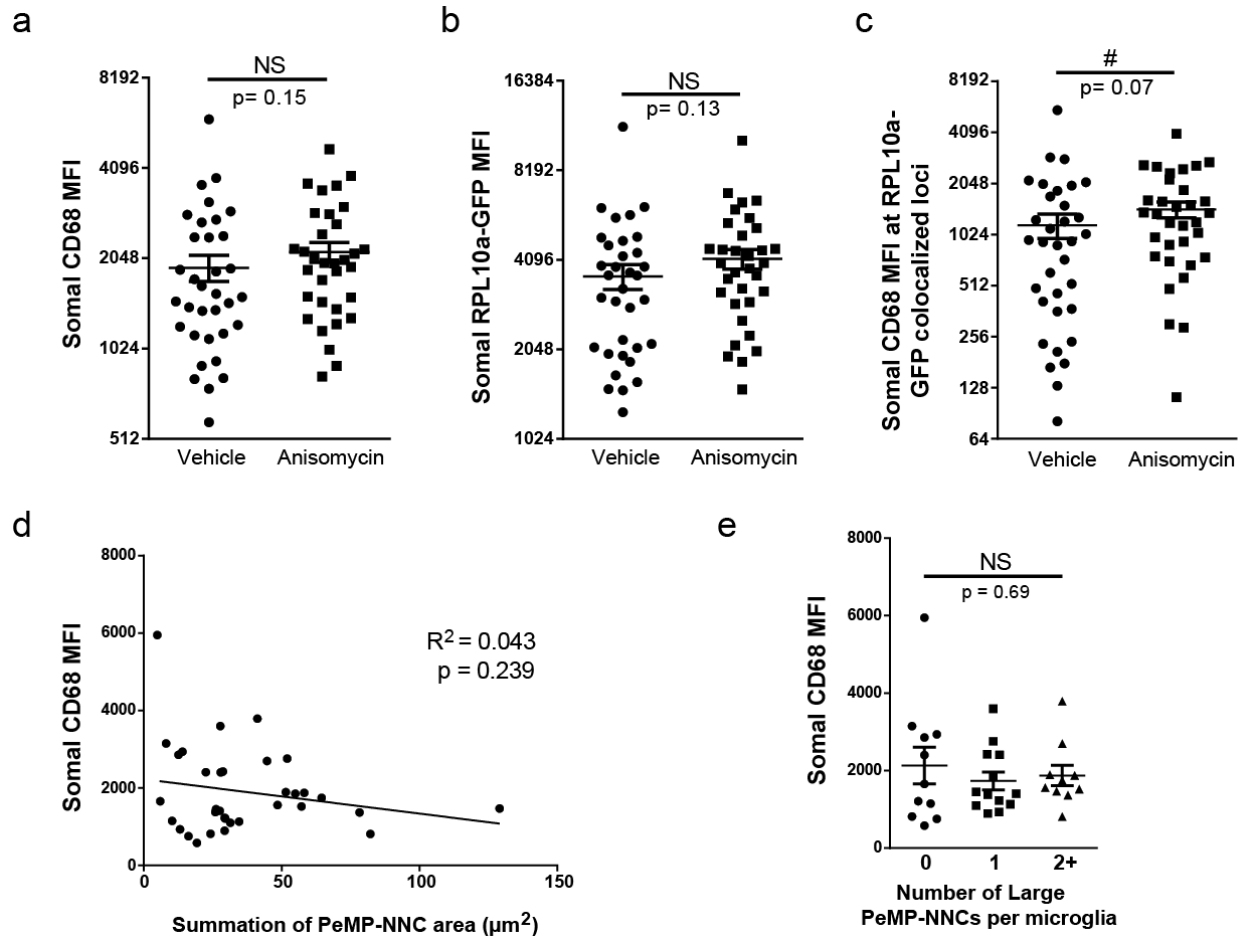 a
NS
p= 0.15
8192
4096
2048
1024
512
Somal CD68 MFI
Vehicle
Anisomycin
b
NS
p= 0.13
16384
8192
4096
2048
1024
Somal RPL10a-GFP MFI
Vehicle
Anisomycin
c
#
p= 0.07
8192
4096
2048
1024
512
256
128
64
Somal CD68 MFI at RPL10a-
GFP colocalized loci
Vehicle
Anisomycin
d
8000
6000
4000
2000
0
Somal CD68 MFI
R² = 0.043
p = 0.239
0
50
100
150
Summation of PeMP-NNC area (µm²)
e
NS
p = 0.69
8000
6000
4000
2000
0
Somal CD68 MFI
0
1
2+
Number of Large
PeMP-NNCs per microglia